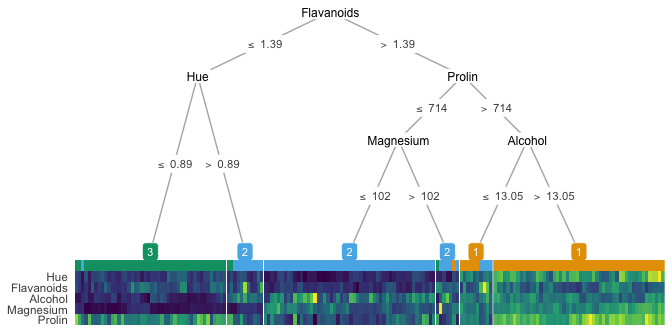 Flavanoids
≤ 1.39 > 1.39
Hue Prolin
≤ 714 > 714
Magnesium Alcohol
≤ 0.89 > 0.89
≤ 102 > 102 ≤ 13.05 > 13.05
3 2 2 2 1 1
Hue
Flavanoids
Alcohol
Magnesium
Prolin